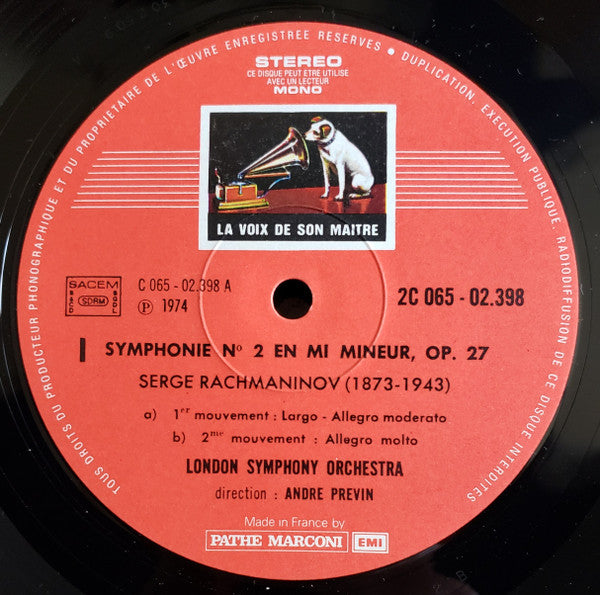 TOUS DROITS DU PRODUCTEUR PHONOGRAPHIQUE ET DU PROPRIETAIRE DE L'ŒUVRE ENREGISTREE RESERVES • DUPLICATION, EXECUTION PUBLIQUE, RADIODIFFUSION DE CE DISQUE INTERDITES
STEREO
CE DISQUE PEUT ETRE UTILISE
AVEC UN LECTEUR
MONO
LA VOIX DE SON MAITRE
SACEM
SACD SDRM SGDL
C 065 - 02.398 A
Ⓟ 1974
2C 065 - 02.398
I SYMPHONIE N° 2 EN MI MINEUR, OP. 27
SERGE RACHMANINOV (1873-1943)
a) 1er mouvement : Largo - Allegro moderato
b) 2me mouvement : Allegro molto
LONDON SYMPHONY ORCHESTRA
direction : ANDRE PREVIN
Made in France by
PATHE MARCONI EMI